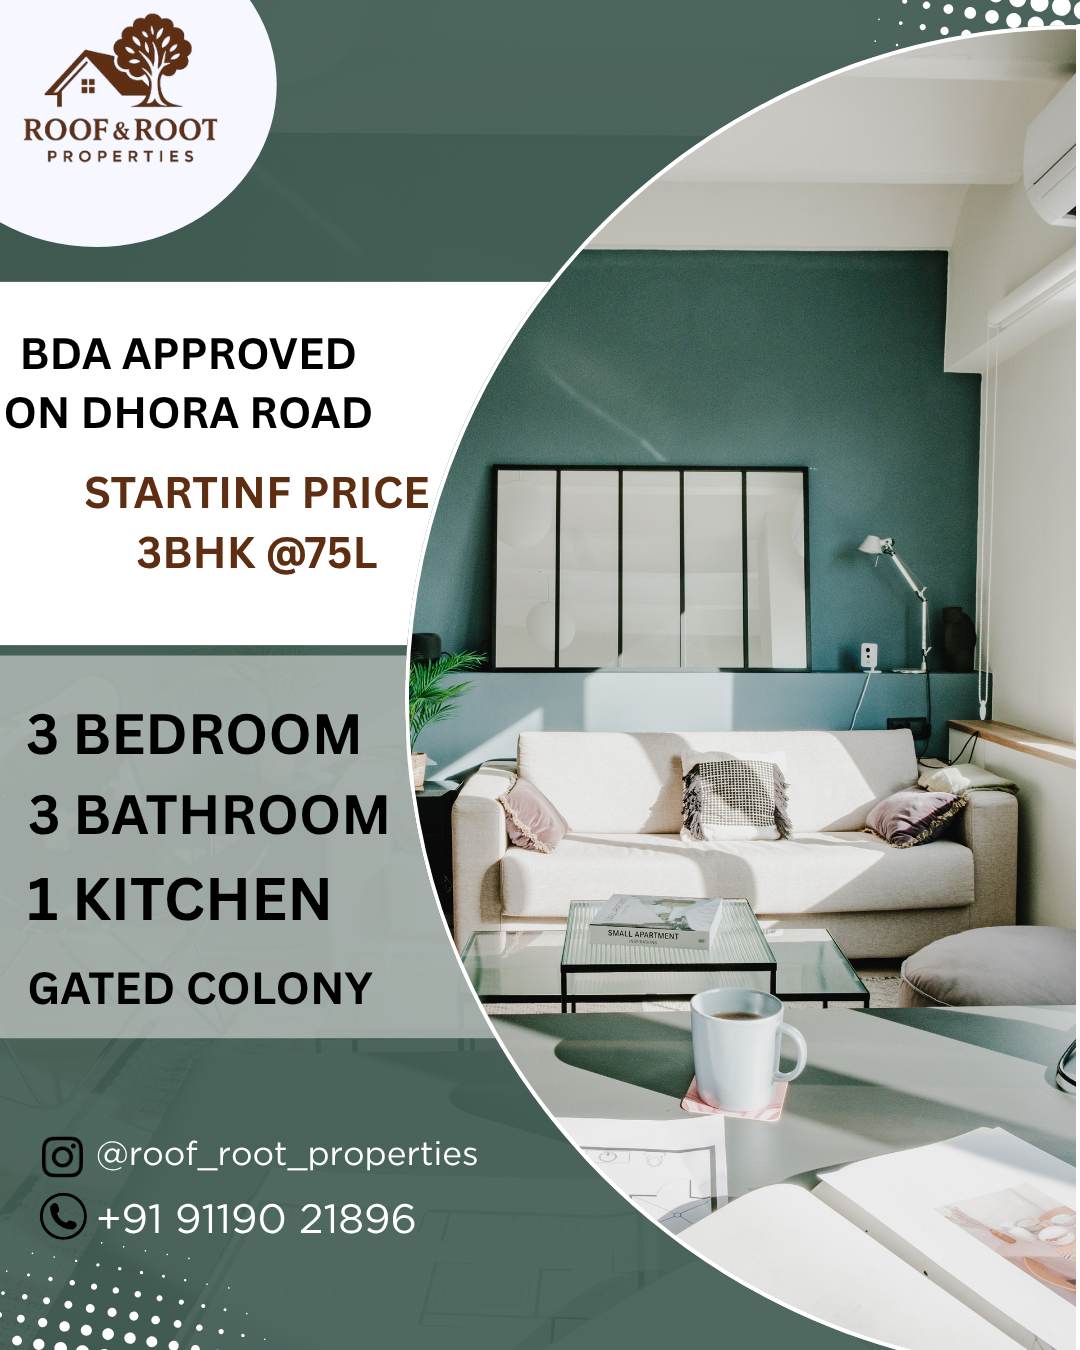 ROOF & ROOT
PROPERTIES
BDA APPROVED
ON DHORA ROAD
STARTINF PRICE
3BHK @75L
3 BEDROOM
3 BATHROOM
1 KITCHEN
GATED COLONY
SMALL APARTMENT
INSPIRATIONS
@roof_root_properties
+91 91190 21896